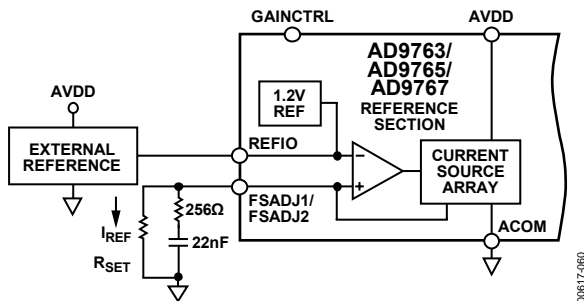 GAINCTRL
AVDD
AD9763/
AD9765/
AD9767
REFERENCE
SECTION
AVDD
1.2V
REF
EXTERNAL
REFERENCE
REFIO
−
+
CURRENT
SOURCE
ARRAY
FSADJ1/
FSADJ2
256Ω
IREF
22nF
RSET
ACOM
00617-060